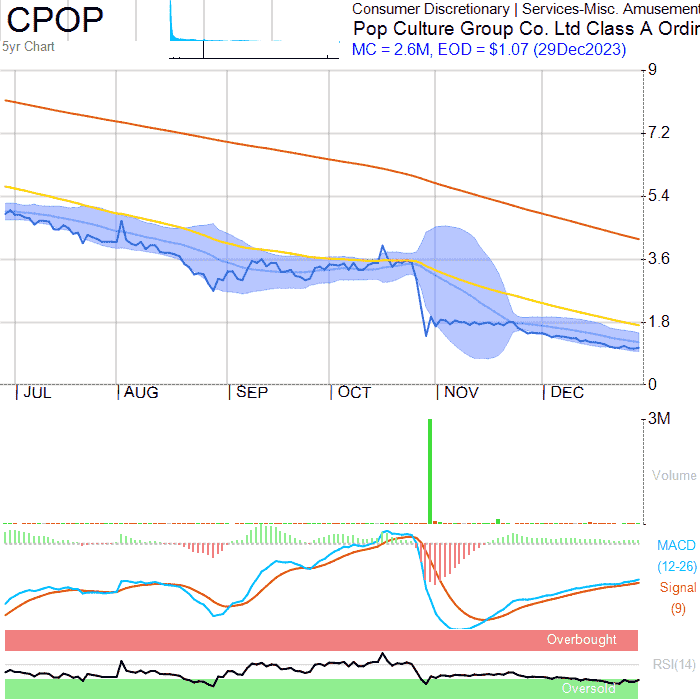 CPOP
5yr Chart
Consumer Discretionary | Services-Misc. Amusement
Pop Culture Group Co. Ltd Class A Ordin
MC = 2.6M, EOD = $1.07 (29Dec2023)
9
7.2
5.4
3.6
1.8
0
JUL AUG SEP OCT NOV DEC
3M
Volume
MACD
(12-26)
Signal
(9)
Overbought
RSI(14)
Oversold